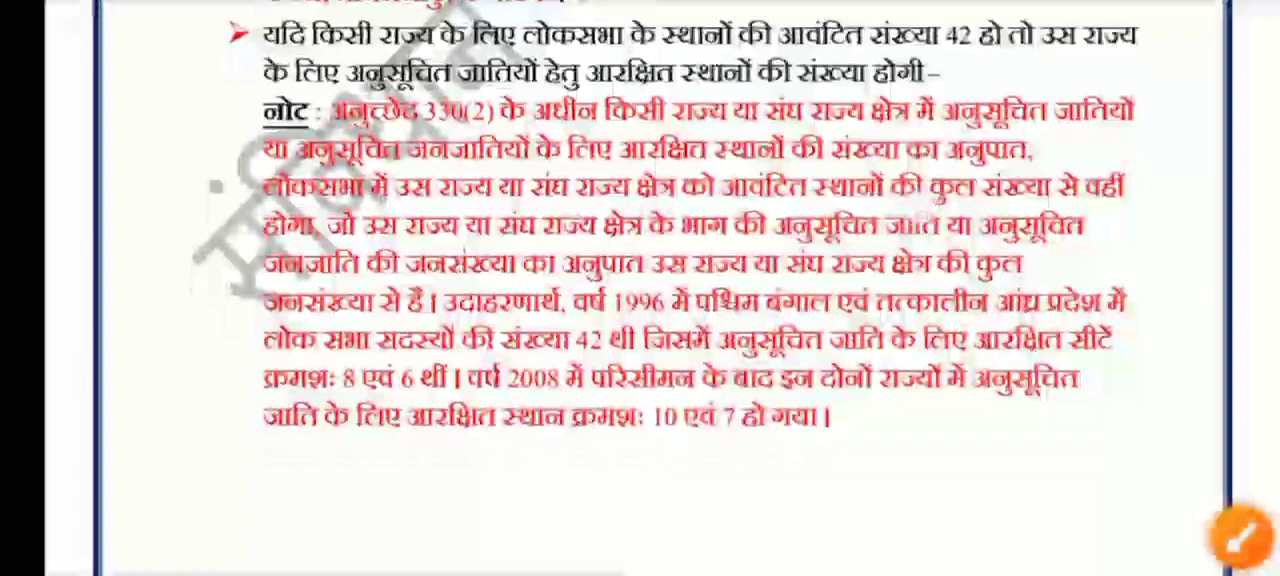 ➤ यदि किसी राज्य के लिए लोकसभा के स्थानों की आवंटित संख्या 42 हो तो उस राज्य
के लिए अनुसूचित जातियों हेतु आरक्षित स्थानों की संख्या होगी –
नोट : अनुच्छेद 330(2) के अधीन किसी राज्य या संघ राज्य क्षेत्र में अनुसूचित जातियों
या अनुसूचित जनजातियों के लिए आरक्षित स्थानों की संख्या का अनुपात,
लोकसभा में उस राज्य या संघ राज्य क्षेत्र को आवंटित स्थानों की कुल संख्या से वहीं
होगा, जो उस राज्य या संघ राज्य क्षेत्र के भाग की अनुसूचित जाति या अनुसूचित
जनजाति की जनसंख्या का अनुपात उस राज्य या संघ राज्य क्षेत्र की कुल
जनसंख्या से है। उदाहरणार्थ, वर्ष 1996 में पश्चिम बंगाल एवं तत्कालीन आंध्र प्रदेश में
लोक सभा सदस्यों की संख्या 42 थी जिसमें अनुसूचित जाति के लिए आरक्षित सीटें
क्रमशः 8 एवं 6 थीं। वर्ष 2008 में परिसीमन के बाद इन दोनों राज्यों में अनुसूचित
जाति के लिए आरक्षित स्थान क्रमशः 10 एवं 7 हो गया।